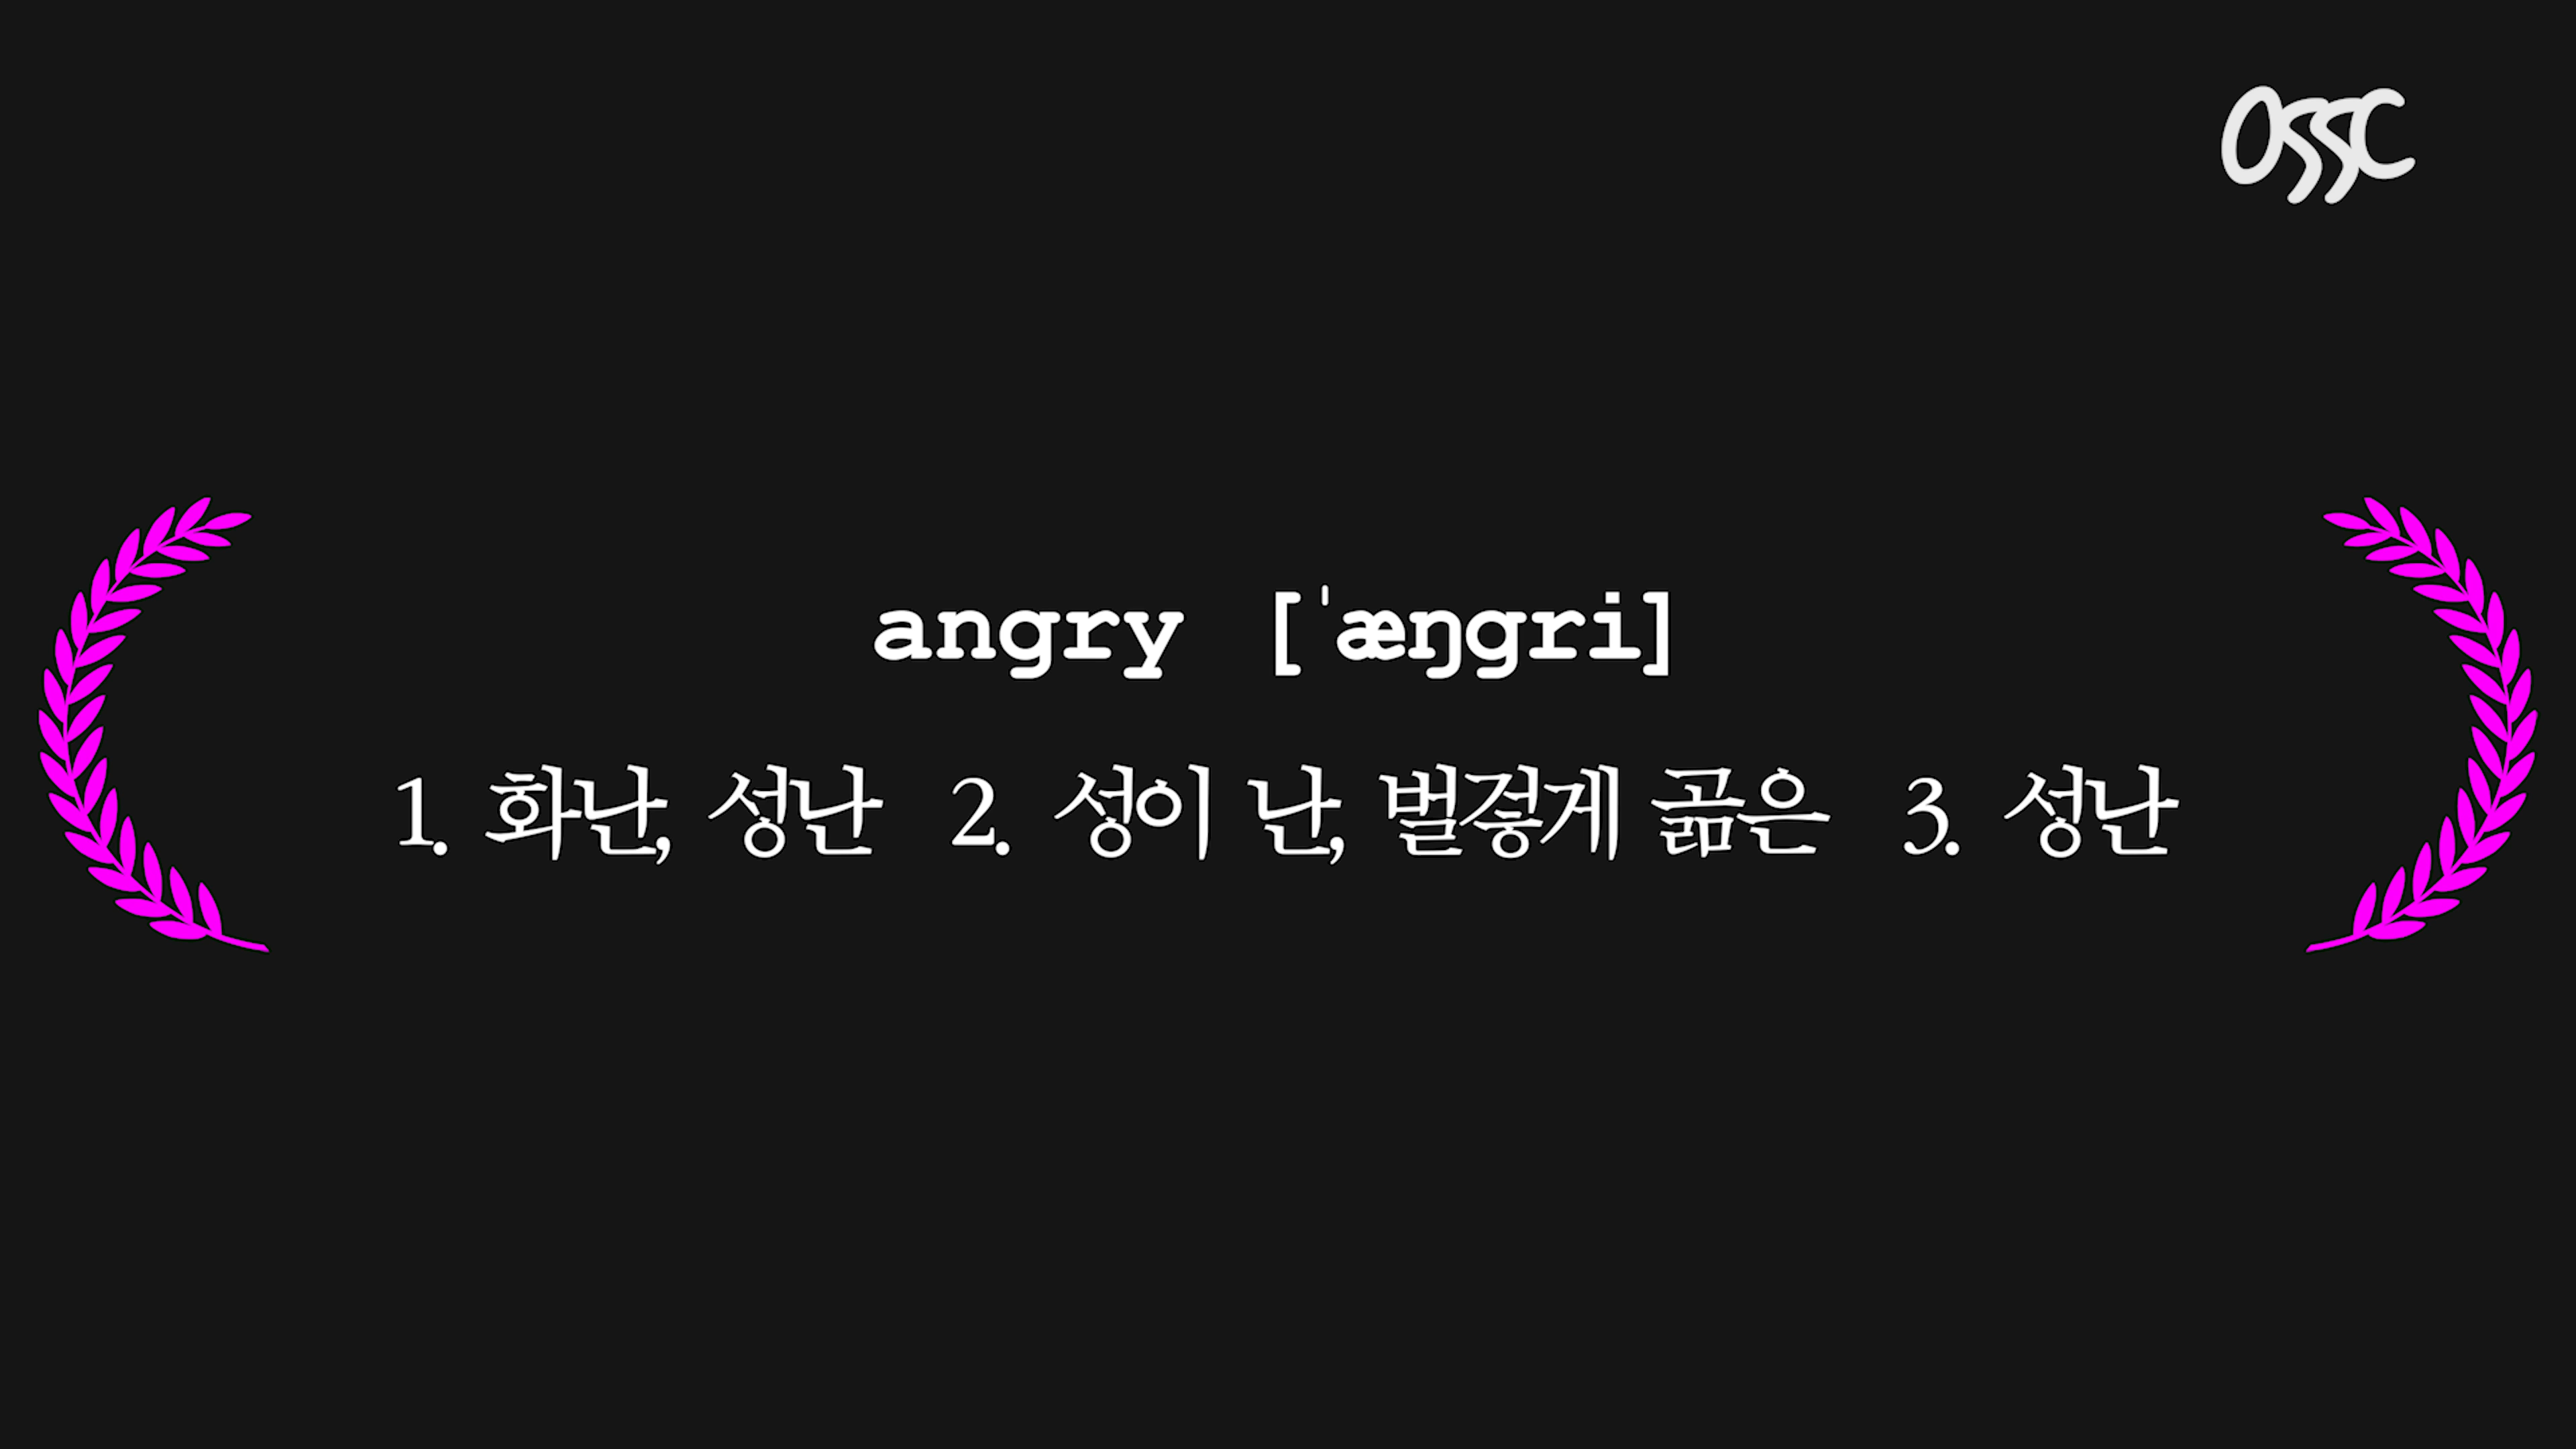 OSSC
angry [ˈæŋgri]
1. 화난, 성난 2. 성이 난, 벌겋게 곪은 3. 성난